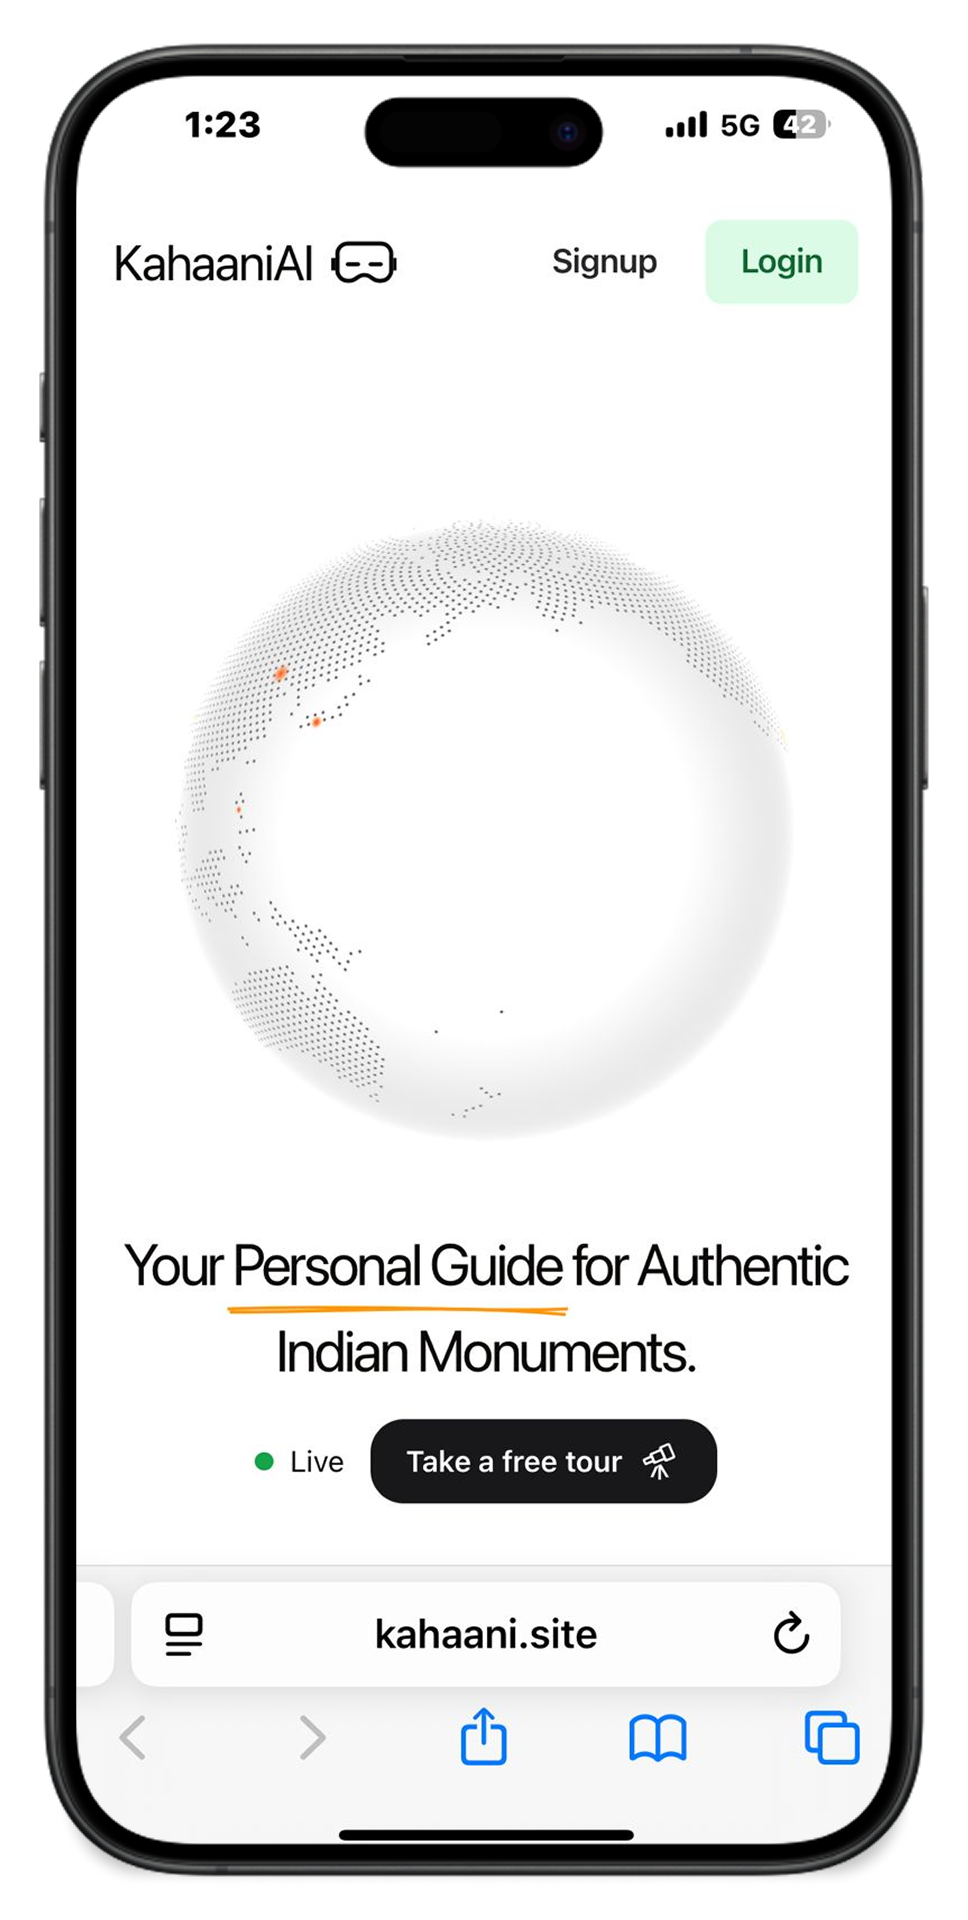 1:23 5G 42
KahaaniAI Signup Login
Your Personal Guide for Authentic
Indian Monuments.
Live Take a free tour
kahaani.site